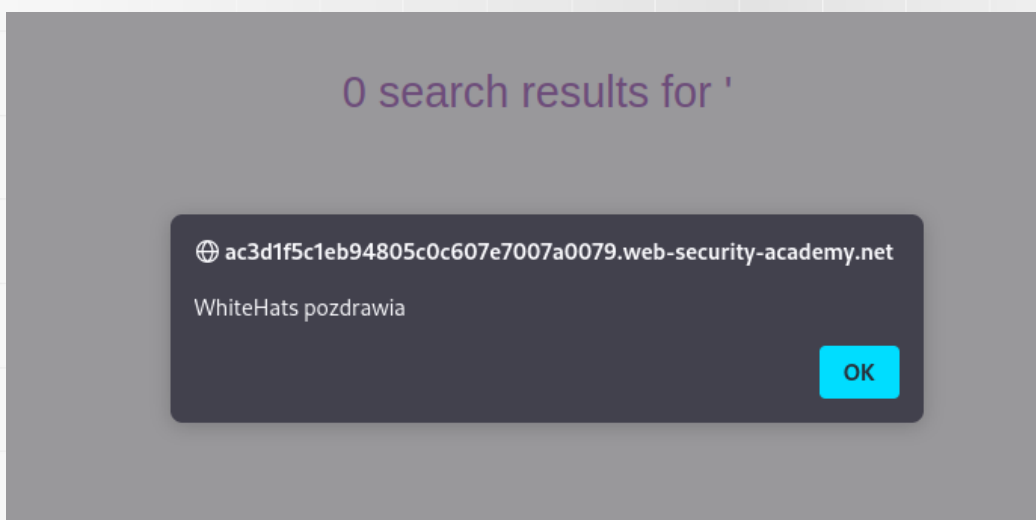 0 search results for '
ac3d1f5c1eb94805c0c607e7007a0079.web-security-academy.net
WhiteHats pozdrawia
OK